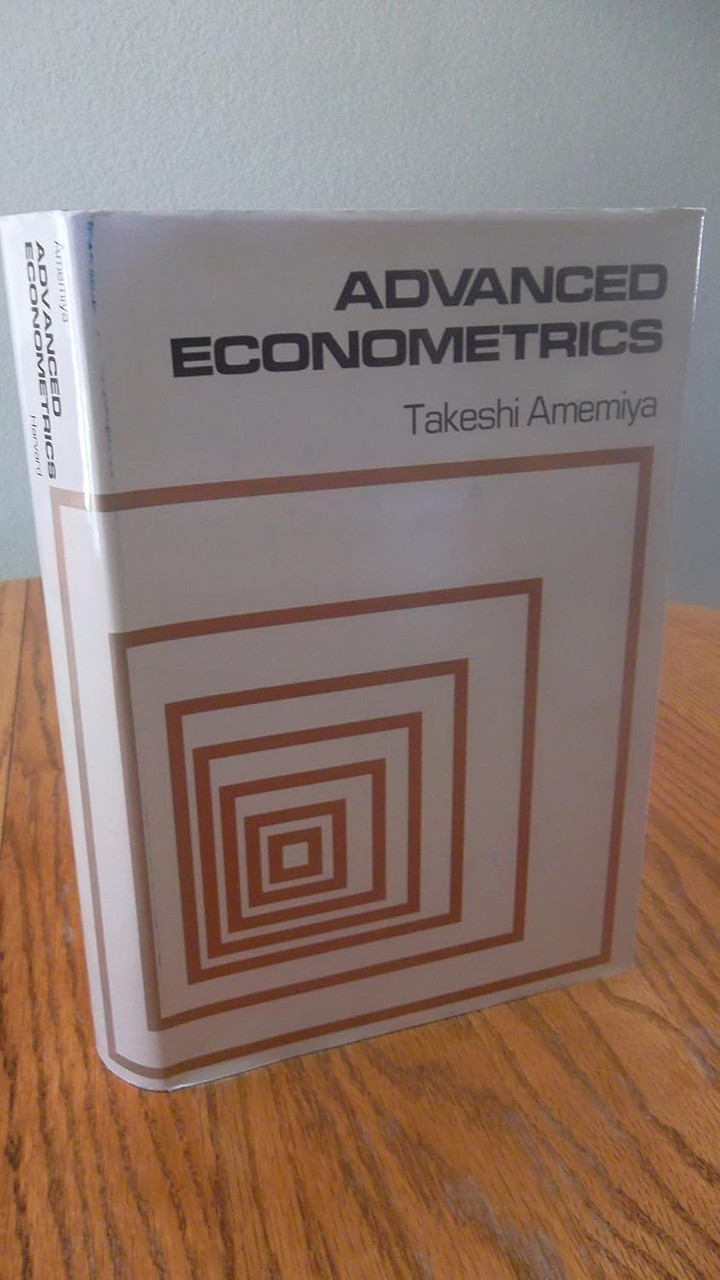 ADVANCED
ECONOMETRICS
Takeshi Amemiya
Amemiya
ADVANCED
ECONOMETRICS
Harvard